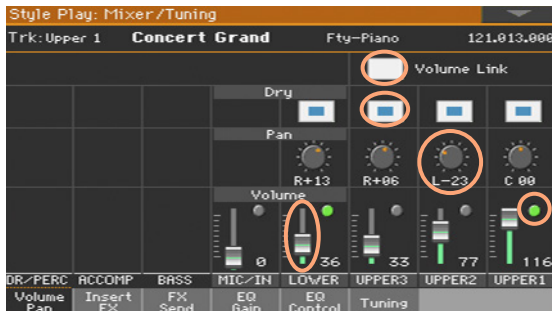 Style Play: Mixer/Tuning
Trk:Upper 1 Concert Grand Fty-Piano 121.013.000
Volume Link
Dry
Pan
R+13 R+06 L-23 C 00
Volume
0 36 33 77 116
DR/PERC ACCOMP BASS MIC/IN LOWER UPPER3 UPPER2 UPPER1
Volume Insert FX EQ EQ Tuning
Pan FX Send Gain Control